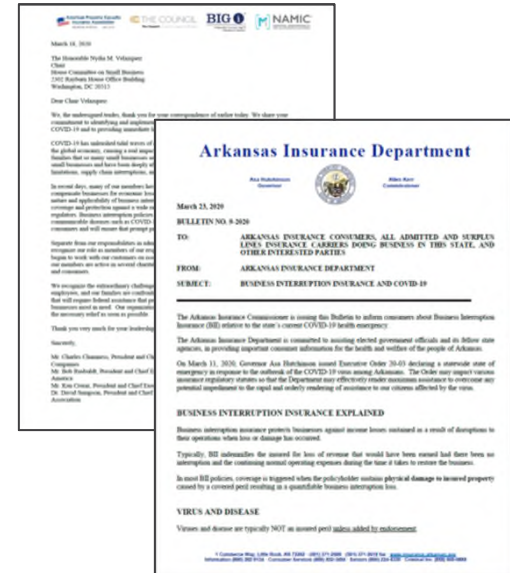 American Property Casualty
Insurance Association
THE COUNCIL
BIG I
NAMIC
March 18, 2020
The Honorable Nydia M. Velazquez
Chair
House Committee on Small Business
2302 Rayburn House Office Building
Washington, DC 20515
Dear Chair Velazquez:
We, the undersigned trades, thank you for your correspondence of earlier today. We share your
commitment to identifying and
COVID-19 and to providing immediate
COVID-19 has unleashed tidal waves of
the global economy, causing a real
families that so many small businesses
small businesses and have been deeply
limitations, supply chain interruptions,
In recent days, many of our members have
compensate businesses for economic
nature and applicability of business
coverage and protection against a wide
regulators. Business interruption policies
communicable diseases such as COVID-
consumers and will ensure that prompt
Separate from our responsibilities as
recognize our role as members of our
begun to work with our customers on
our members are active in several
and consumers.
We recognize the extraordinary
employees, and our families are
that will require federal assistance that
businesses most in need. Our
the necessary relief as soon as possible.
Thank you very much for your leadership
Sincerely,
Mr. Charles Chamness, President and
Companies
Mr. Bob Rusbuldt, President and Chief
America
Mr. Ken Crerar, President and Chief
Dr. David Sampson, President and Chief
Association
Arkansas Insurance Department
Asa Hutchinson
Governor
Allen Kerr
Commissioner
March 23, 2020
BULLETIN NO. 9-2020
TO: ARKANSAS INSURANCE CONSUMERS, ALL ADMITTED AND SURPLUS
LINES INSURANCE CARRIERS DOING BUSINESS IN THIS STATE, AND
OTHER INTERESTED PARTIES
FROM: ARKANSAS INSURANCE DEPARTMENT
SUBJECT: BUSINESS INTERRUPTION INSURANCE AND COVID-19
The Arkansas Insurance Commissioner is issuing this Bulletin to inform consumers about Business Interruption
Insurance (BII) relative to the state's current COVID-19 health emergency.
The Arkansas Insurance Department is committed to assisting elected government officials and its fellow state
agencies, in providing important consumer information for the health and welfare of the people of Arkansas.
On March 11, 2020, Governor Asa Hutchinson issued Executive Order 20-03 declaring a statewide state of
emergency in response to the outbreak of the COVID-19 virus among Arkansans. The Order may impact various
insurance regulatory statutes so that the Department may effectively render maximum assistance to overcome any
potential impediment to the rapid and orderly rendering of assistance to our citizens affected by the virus.
BUSINESS INTERRUPTION INSURANCE EXPLAINED
Business interruption insurance protects businesses against income losses sustained as a result of disruptions to
their operations when loss or damage has occurred.
Typically, BII indemnifies the insured for loss of revenue that would have been earned had there been no
interruption and the continuing normal operating expenses during the time it takes to restore the business.
In most BII policies, coverage is triggered when the policyholder sustains physical damage to insured property
caused by a covered peril resulting in a quantifiable business interruption loss.
VIRUS AND DISEASE
Viruses and disease are typically NOT an insured peril unless added by endorsement.
1 Commerce Way, Little Rock, AR 72202